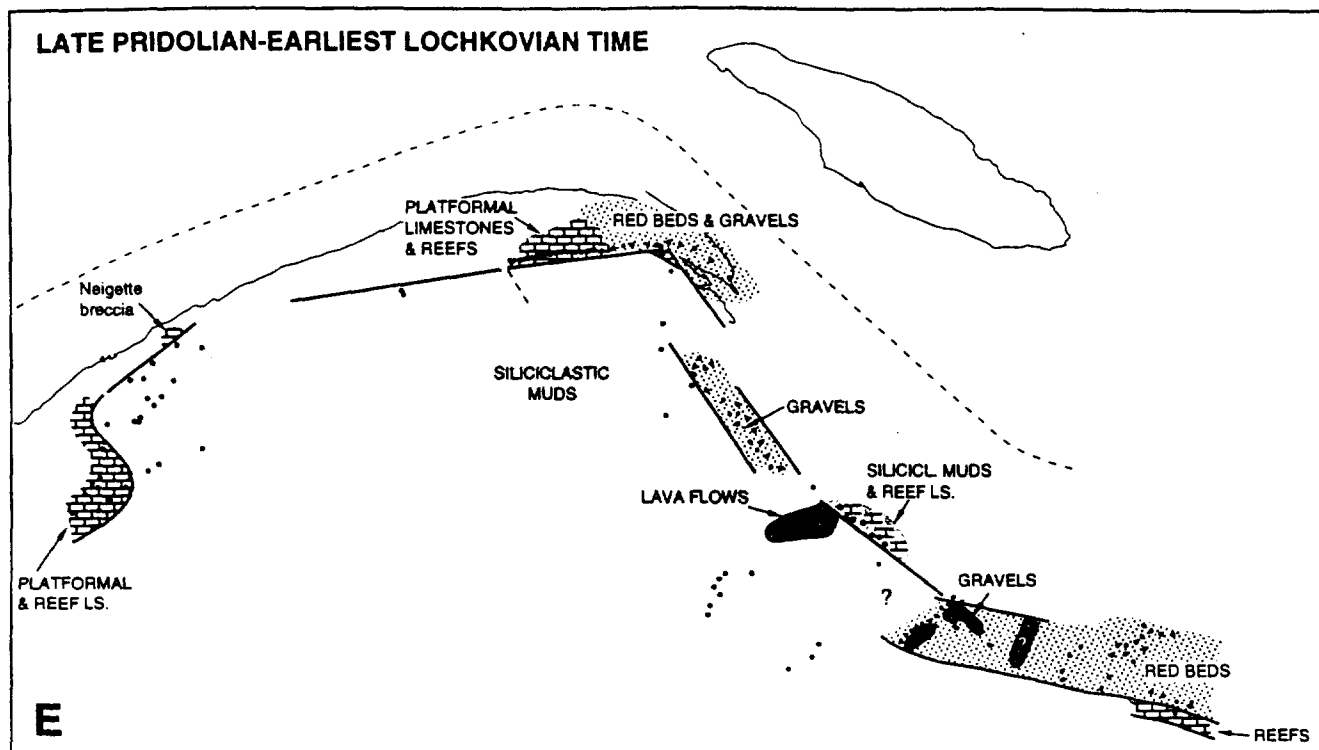 LATE PRIDOLIAN-EARLIEST LOCHKOVIAN TIME
PLATFORMAL
LIMESTONES
& REEFS
RED BEDS & GRAVELS
Neigette
breccia
SILICICLASTIC
MUDS
GRAVELS
SILICICL. MUDS
& REEF LS.
LAVA FLOWS
PLATFORMAL
& REEF LS.
?
GRAVELS
?
RED BEDS
REEFS
E